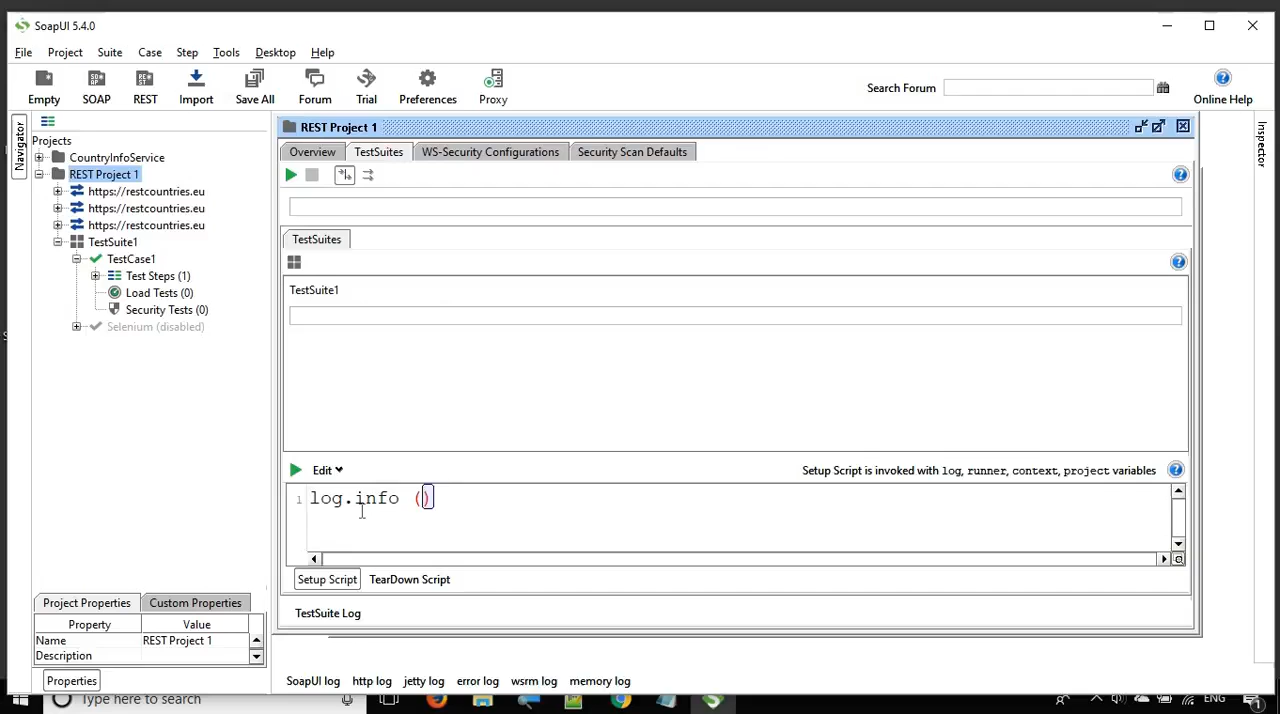 SoapUI 5.4.0
File Project Suite Case Step Tools Desktop Help
Empty SOAP REST Import Save All Forum Trial Preferences Proxy Search Forum Online Help
Navigator
Projects
CountryInfoService
REST Project 1
https://restcountries.eu
https://restcountries.eu
https://restcountries.eu
TestSuite1
TestCase1
Test Steps (1)
Load Tests (0)
Security Tests (0)
Selenium (disabled)
REST Project 1
Overview TestSuites WS-Security Configurations Security Scan Defaults
TestSuites
TestSuite1
Edit Setup Script is invoked with log, runner, context, project variables
1 log.info ()
Setup Script TearDown Script
TestSuite Log
Inspector
Project Properties Custom Properties
Property Value
Name REST Project 1
Description
Properties
SoapUI log http log jetty log error log wsrm log memory log
Type here to search ENG 1